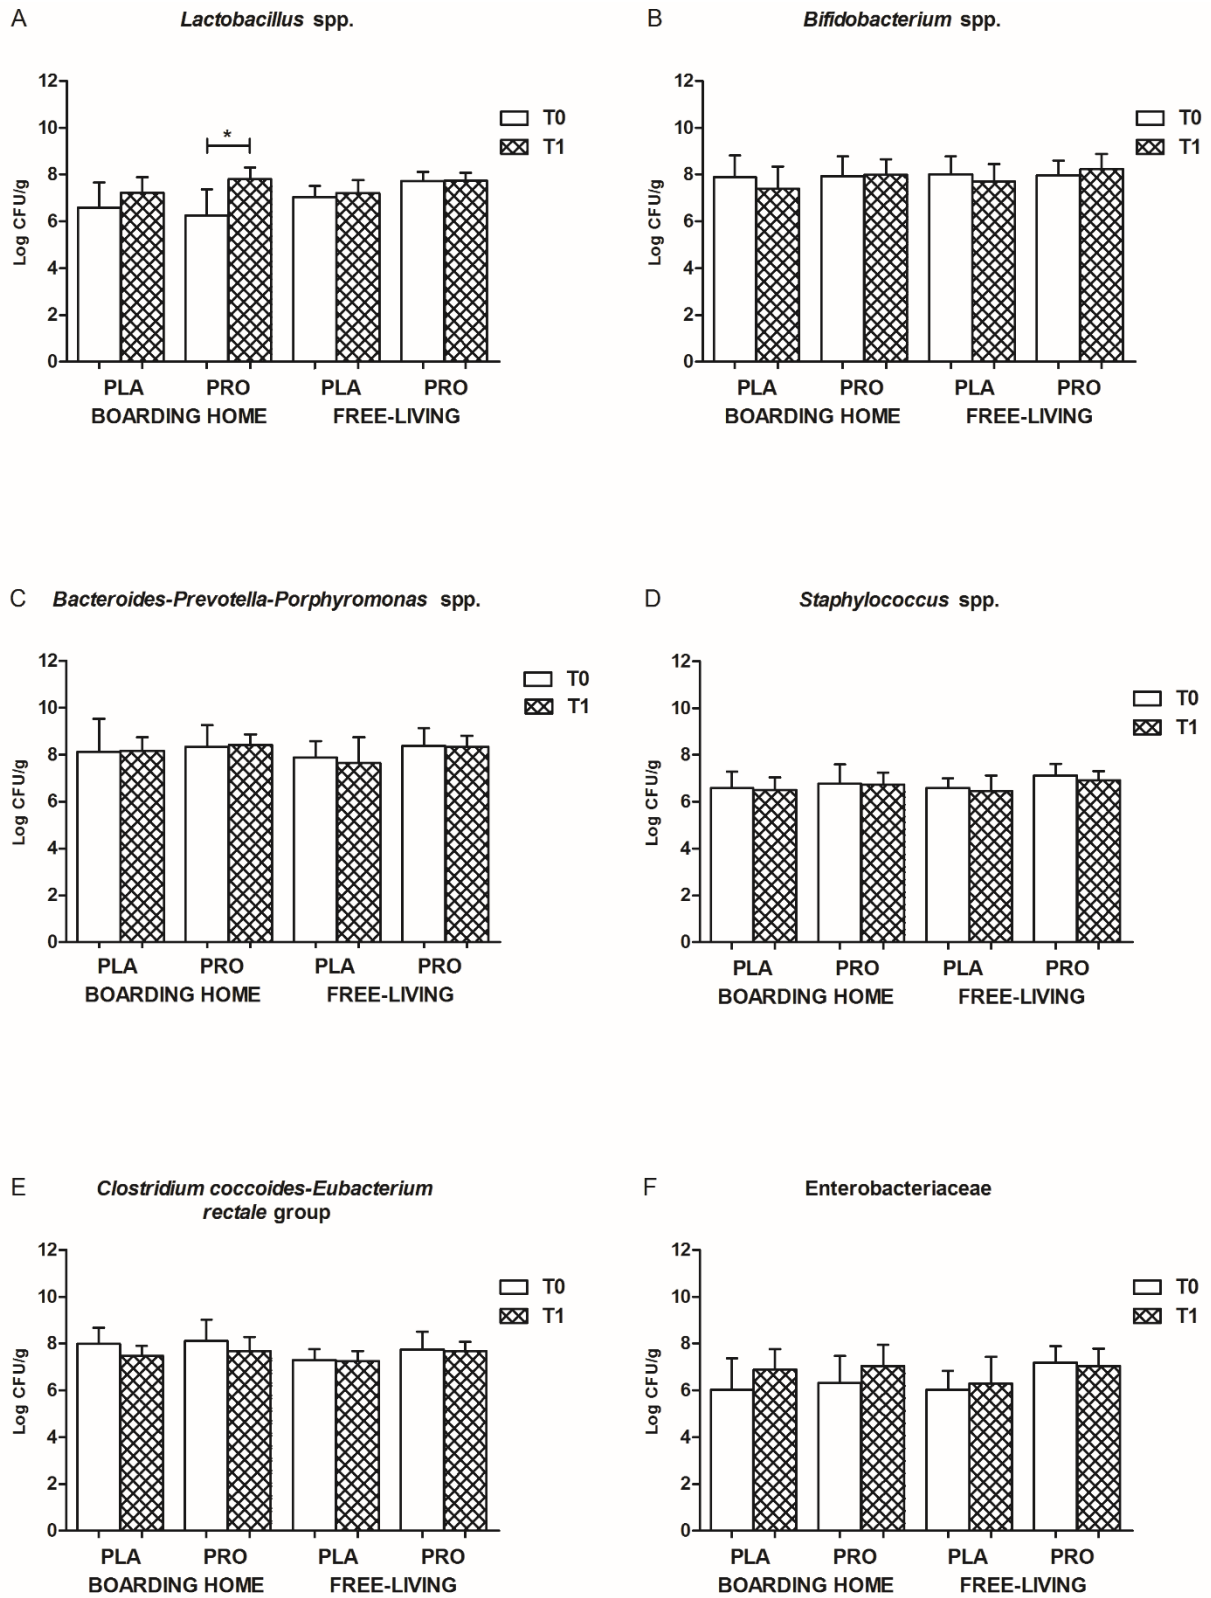 A
Lactobacillus spp.
12
10
8
6
4
2
0
Log CFU/g
*
T0
T1
PLA PRO PLA PRO
BOARDING HOME FREE-LIVING
B
Bifidobacterium spp.
12
10
8
6
4
2
0
Log CFU/g
T0
T1
PLA PRO PLA PRO
BOARDING HOME FREE-LIVING
C
Bacteroides-Prevotella-Porphyromonas spp.
12
10
8
6
4
2
0
Log CFU/g
T0
T1
PLA PRO PLA PRO
BOARDING HOME FREE-LIVING
D
Staphylococcus spp.
12
10
8
6
4
2
0
Log CFU/g
T0
T1
PLA PRO PLA PRO
BOARDING HOME FREE-LIVING
E
Clostridium coccoides-Eubacterium
rectale group
12
10
8
6
4
2
0
Log CFU/g
T0
T1
PLA PRO PLA PRO
BOARDING HOME FREE-LIVING
F
Enterobacteriaceae
12
10
8
6
4
2
0
Log CFU/g
T0
T1
PLA PRO PLA PRO
BOARDING HOME FREE-LIVING